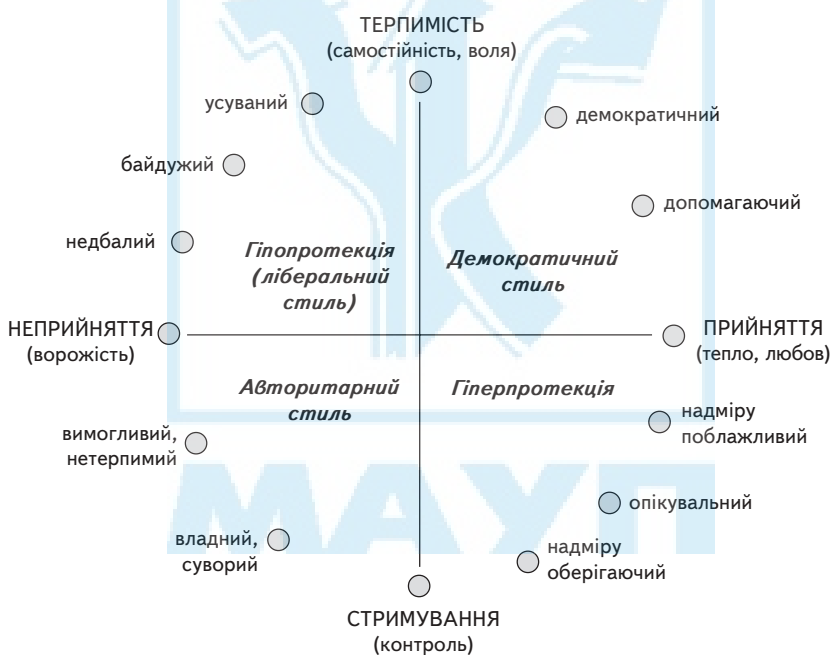 ТЕРПИМІСТЬ
(самостійність, воля)
усуваний
демократичний
байдужий
допомагаючий
недбалий
Гіпопротекція
(ліберальний
стиль)
Демократичний
стиль
НЕПРИЙНЯТТЯ
(ворожість)
ПРИЙНЯТТЯ
(тепло, любов)
Авторитарний
стиль
Гіперпротекція
надміру
поблажливий
вимогливий,
нетерпимий
опікувальний
владний,
суворий
надміру
оберігаючий
СТРИМУВАННЯ
(контроль)
МАУП